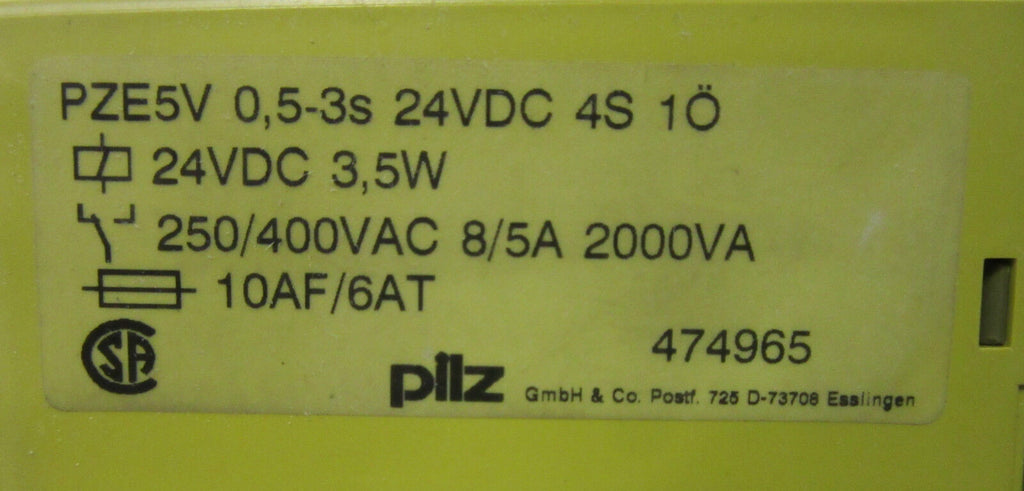 PZE5V 0,5-3s 24VDC 4S 1Ö
24VDC 3,5W
250/400VAC 8/5A 2000VA
10AF/6AT
474965
CSA
pilz GmbH & Co. Postf. 725 D-73708 Esslingen